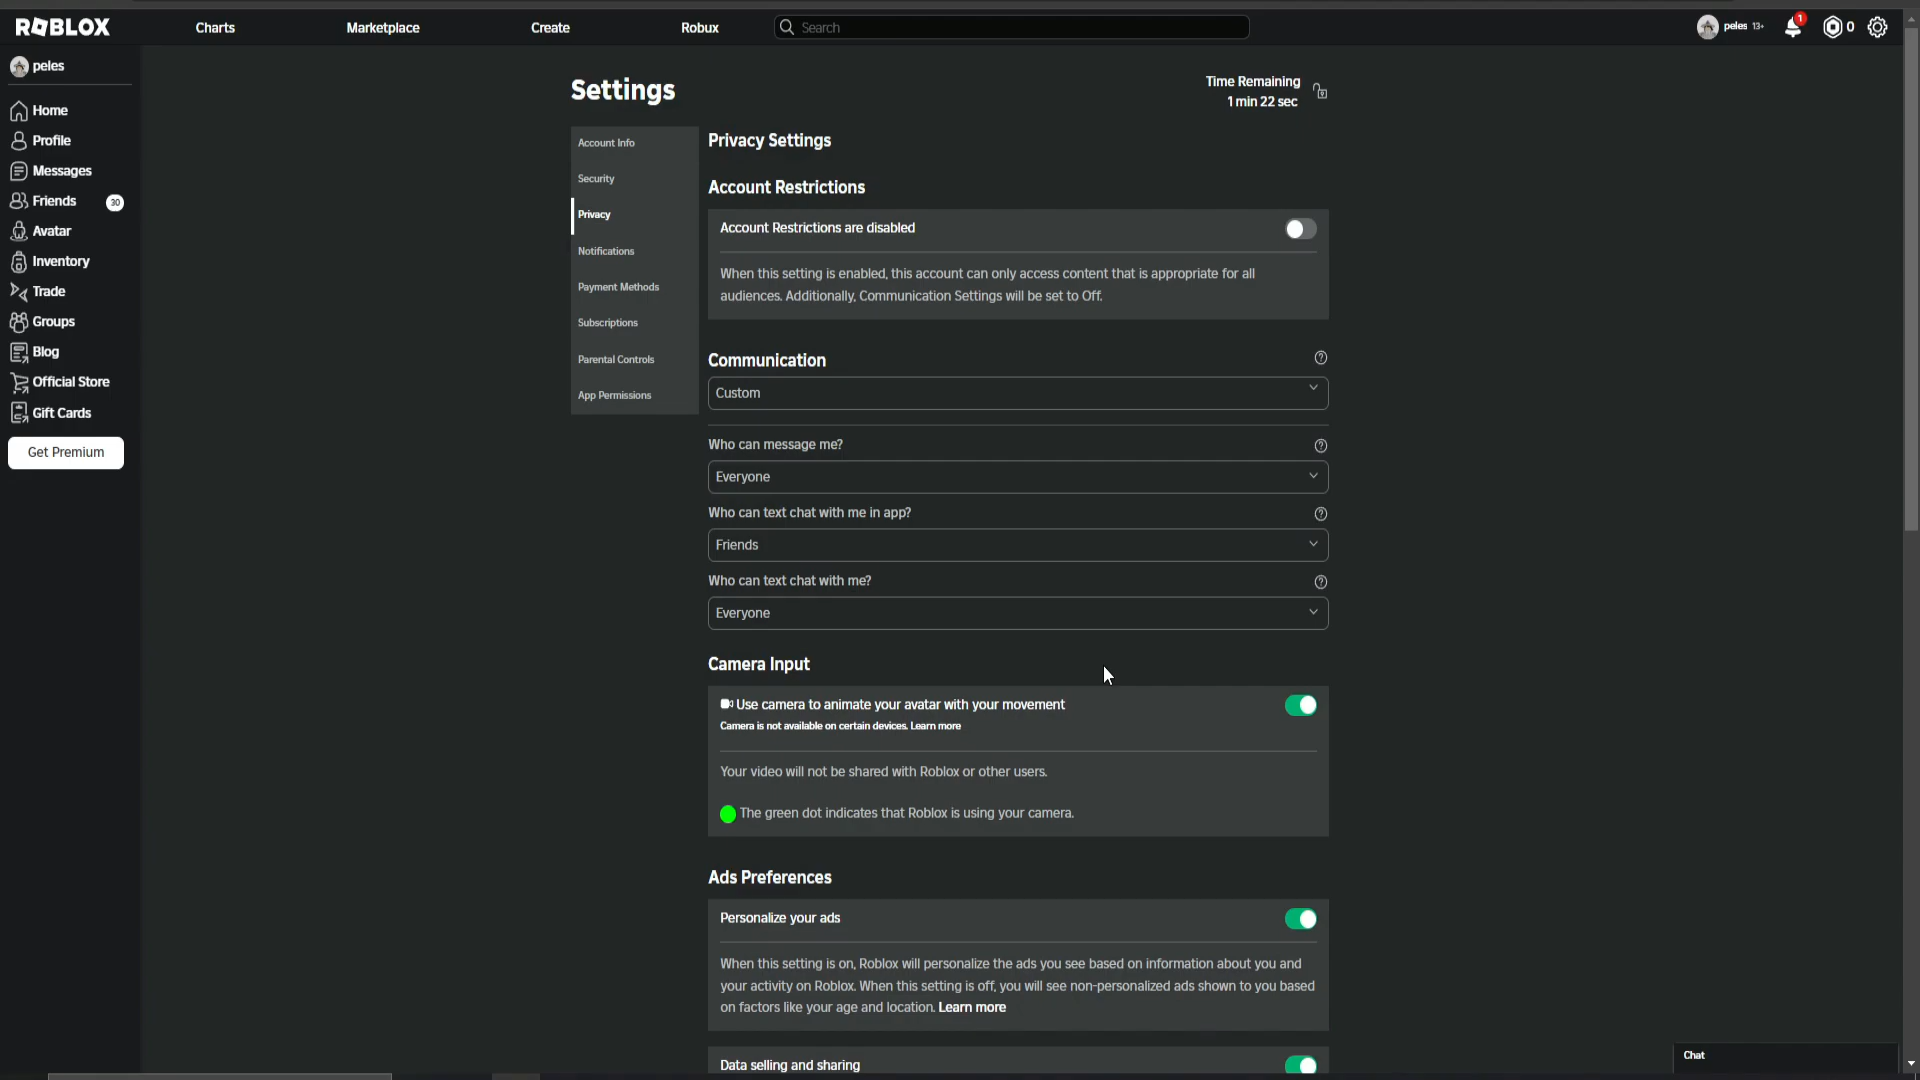 ROBLOX
Charts
Marketplace
Create
Robux
Search
peles 13+
1
0
peles
Home
Profile
Messages
Friends 30
Avatar
Inventory
Trade
Groups
Blog
Official Store
Gift Cards
Get Premium
Settings
Time Remaining
1 min 22 sec
Account Info
Security
Privacy
Notifications
Payment Methods
Subscriptions
Parental Controls
App Permissions
Privacy Settings
Account Restrictions
Account Restrictions are disabled
When this setting is enabled, this account can only access content that is appropriate for all
audiences. Additionally, Communication Settings will be set to Off.
Communication
Custom
Who can message me?
Everyone
Who can text chat with me in app?
Friends
Who can text chat with me?
Everyone
Camera Input
Use camera to animate your avatar with your movement
Camera is not available on certain devices. Learn more
Your video will not be shared with Roblox or other users.
The green dot indicates that Roblox is using your camera.
Ads Preferences
Personalize your ads
When this setting is on, Roblox will personalize the ads you see based on information about you and
your activity on Roblox. When this setting is off, you will see non-personalized ads shown to you based
on factors like your age and location. Learn more
Data selling and sharing
Chat